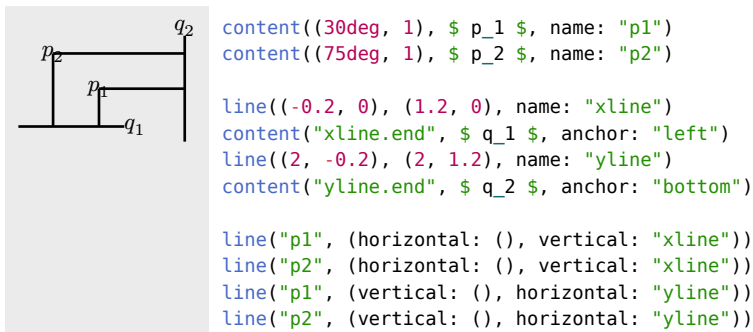 q₂
p₂
p₁
q₁
content((30deg, 1), $ p_1 $, name: "p1")
content((75deg, 1), $ p_2 $, name: "p2")
line((-0.2, 0), (1.2, 0), name: "xline")
content("xline.end", $ q_1 $, anchor: "left")
line((2, -0.2), (2, 1.2), name: "yline")
content("yline.end", $ q_2 $, anchor: "bottom")
line("p1", (horizontal: (), vertical: "xline"))
line("p2", (horizontal: (), vertical: "xline"))
line("p1", (vertical: (), horizontal: "yline"))
line("p2", (vertical: (), horizontal: "yline"))